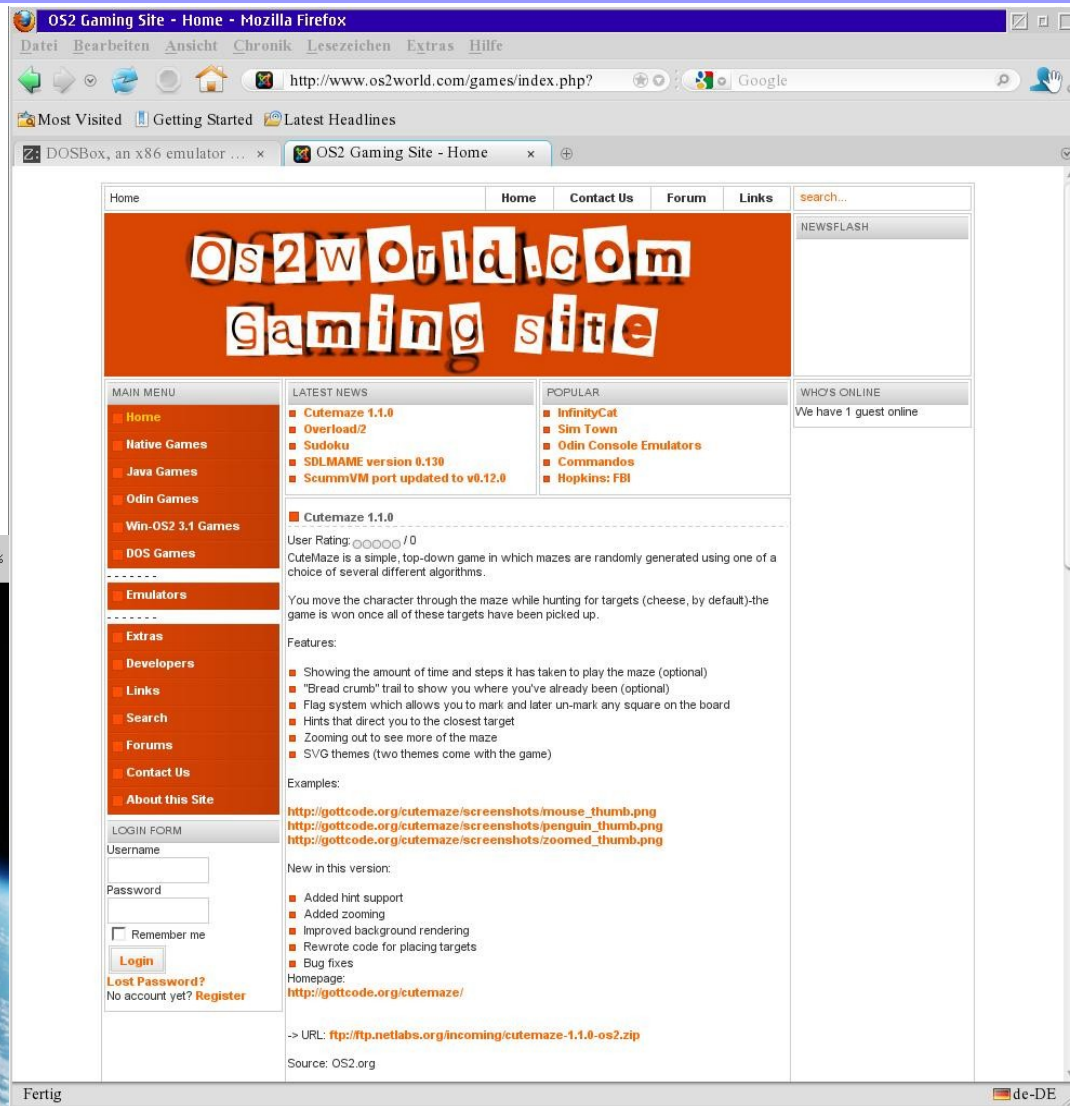 OS2 Gaming Site - Home - Mozilla Firefox
Datei Bearbeiten Ansicht Chronik Lesezeichen Extras Hilfe
http://www.os2world.com/games/index.php?
Google
Most Visited Getting Started Latest Headlines
Z: DOSBox, an x86 emulator ... × OS2 Gaming Site - Home ×
Home Home Contact Us Forum Links search...
NEWSFLASH
Os2World.com
Gaming site
MAIN MENU
Home
Native Games
Java Games
Odin Games
Win-OS2 3.1 Games
DOS Games
- - - - - - -
Emulators
- - - - - - -
Extras
Developers
Links
Search
Forums
Contact Us
About this Site
LOGIN FORM
Username
Password
Remember me
Login
Lost Password?
No account yet? Register
LATEST NEWS
Cutemaze 1.1.0
Overload/2
Sudoku
SDLMAME version 0.130
ScummVM port updated to v0.12.0
POPULAR
InfinityCat
Sim Town
Odin Console Emulators
Commandos
Hopkins: FBI
WHO'S ONLINE
We have 1 guest online
Cutemaze 1.1.0
User Rating: / 0
CuteMaze is a simple, top-down game in which mazes are randomly generated using one of a
choice of several different algorithms.
You move the character through the maze while hunting for targets (cheese, by default)-the
game is won once all of these targets have been picked up.
Features:
Showing the amount of time and steps it has taken to play the maze (optional)
"Bread crumb" trail to show you where you've already been (optional)
Flag system which allows you to mark and later un-mark any square on the board
Hints that direct you to the closest target
Zooming out to see more of the maze
SVG themes (two themes come with the game)
Examples:
http://gottcode.org/cutemaze/screenshots/mouse_thumb.png
http://gottcode.org/cutemaze/screenshots/penguin_thumb.png
http://gottcode.org/cutemaze/screenshots/zoomed_thumb.png
New in this version:
Added hint support
Added zooming
Improved background rendering
Rewrote code for placing targets
Bug fixes
Homepage:
http://gottcode.org/cutemaze/
-> URL: ftp://ftp.netlabs.org/incoming/cutemaze-1.1.0-os2.zip
Source: OS2.org
Fertig
de-DE